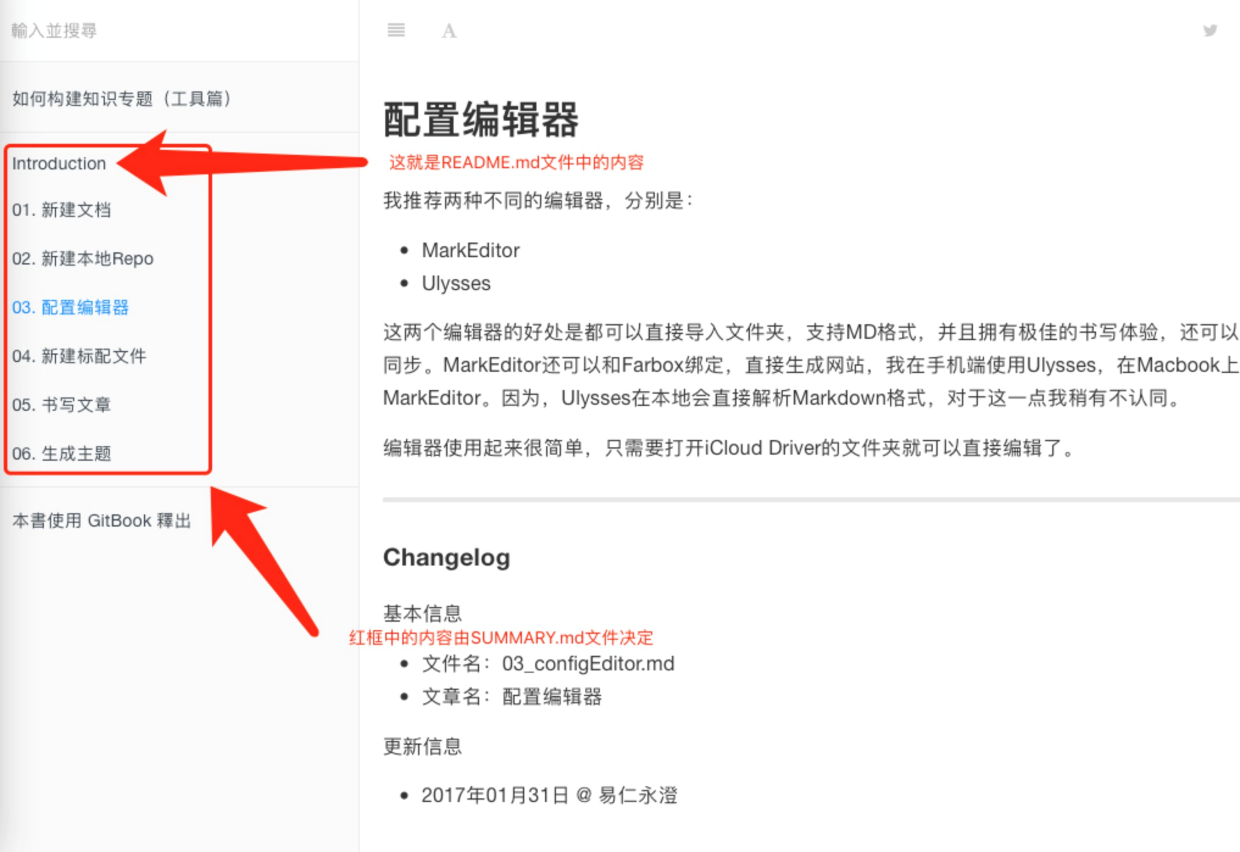 輸入並搜尋
A
如何构建知识专题（工具篇）
Introduction
01. 新建文档
02. 新建本地Repo
03. 配置编辑器
04. 新建标配文件
05. 书写文章
06. 生成主题
本書使用 GitBook 釋出
配置编辑器
这就是README.md文件中的内容
我推荐两种不同的编辑器，分别是：
MarkEditor
Ulysses
这两个编辑器的好处是都可以直接导入文件夹，支持MD格式，并且拥有极佳的书写体验，还可以
同步。MarkEditor还可以和Farbox绑定，直接生成网站，我在手机端使用Ulysses，在Macbook上
MarkEditor。因为，Ulysses在本地会直接解析Markdown格式，对于这一点我稍有不认同。
编辑器使用起来很简单，只需要打开iCloud Driver的文件夹就可以直接编辑了。
Changelog
基本信息
红框中的内容由SUMMARY.md文件决定
文件名：03_configEditor.md
文章名：配置编辑器
更新信息
2017年01月31日 @ 易仁永澄